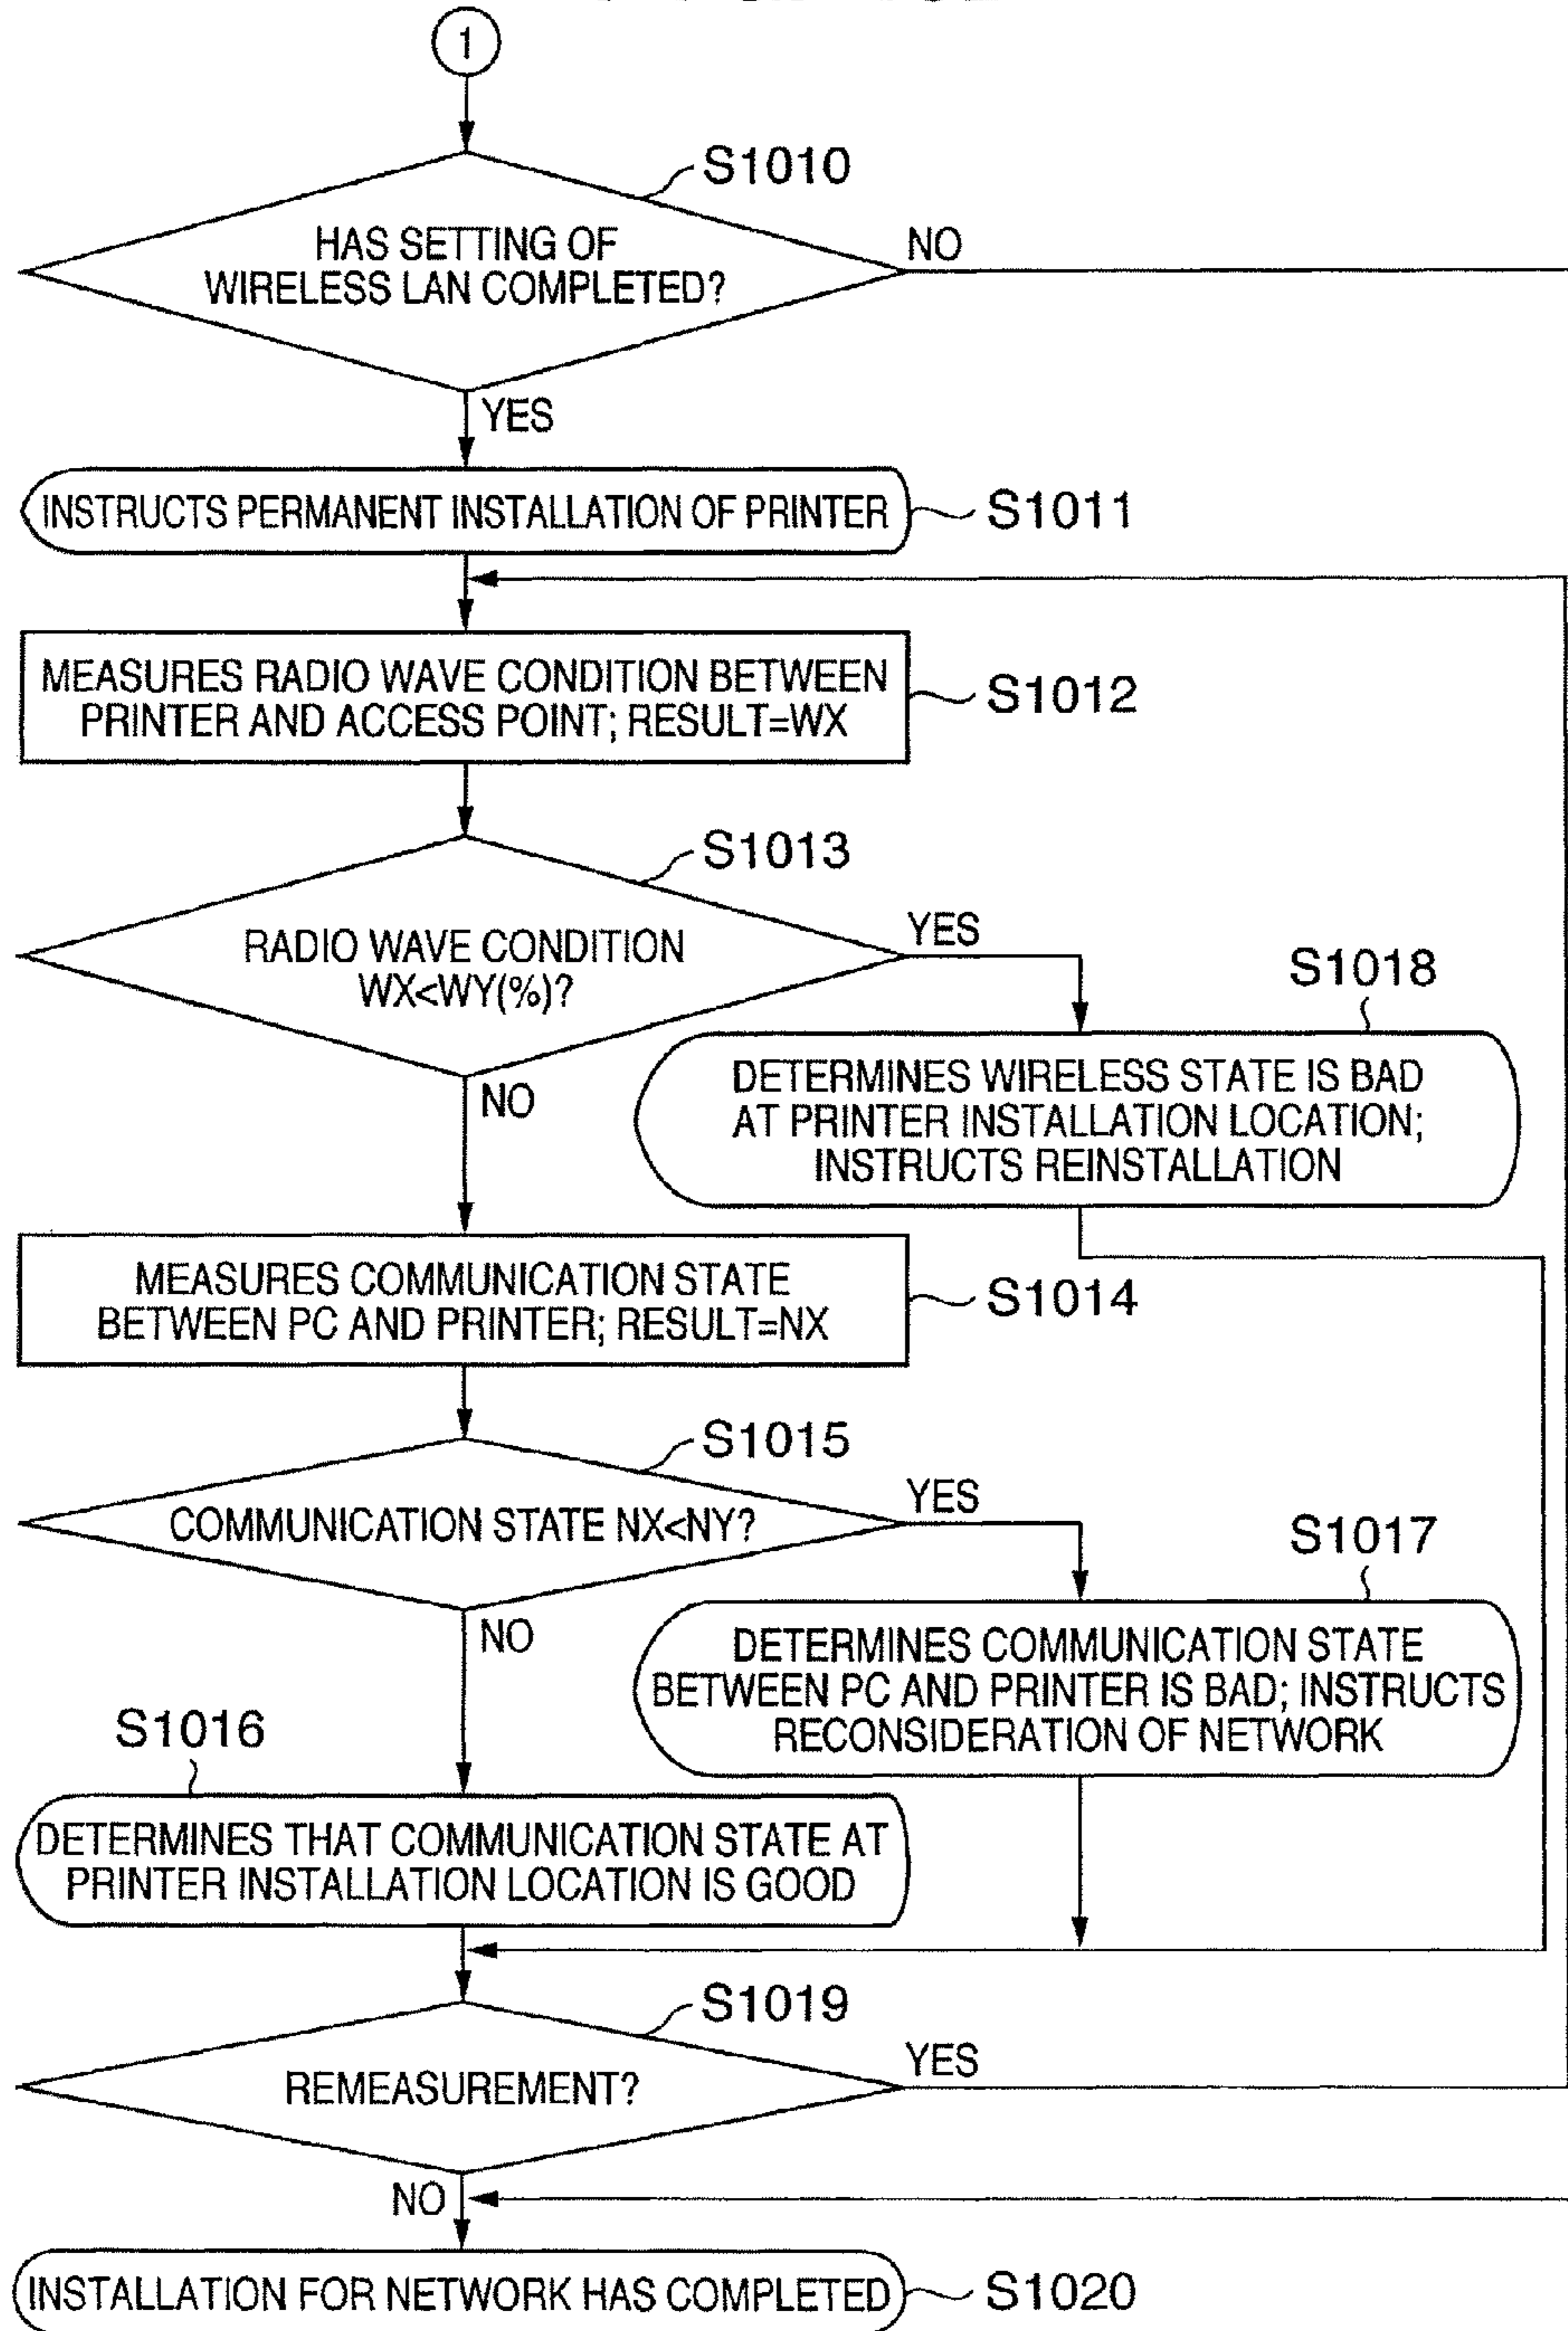 1
S1010
HAS SETTING OF
WIRELESS LAN COMPLETED?
NO
YES
INSTRUCTS PERMANENT INSTALLATION OF PRINTER
S1011
MEASURES RADIO WAVE CONDITION BETWEEN
PRINTER AND ACCESS POINT; RESULT=WX
S1012
S1013
RADIO WAVE CONDITION
WX<WY(%)?
YES
NO
S1018
DETERMINES WIRELESS STATE IS BAD
AT PRINTER INSTALLATION LOCATION;
INSTRUCTS REINSTALLATION
MEASURES COMMUNICATION STATE
BETWEEN PC AND PRINTER; RESULT=NX
S1014
S1015
COMMUNICATION STATE NX<NY?
YES
NO
S1017
DETERMINES COMMUNICATION STATE
BETWEEN PC AND PRINTER IS BAD; INSTRUCTS
RECONSIDERATION OF NETWORK
S1016
DETERMINES THAT COMMUNICATION STATE AT
PRINTER INSTALLATION LOCATION IS GOOD
S1019
REMEASUREMENT?
YES
NO
INSTALLATION FOR NETWORK HAS COMPLETED
S1020